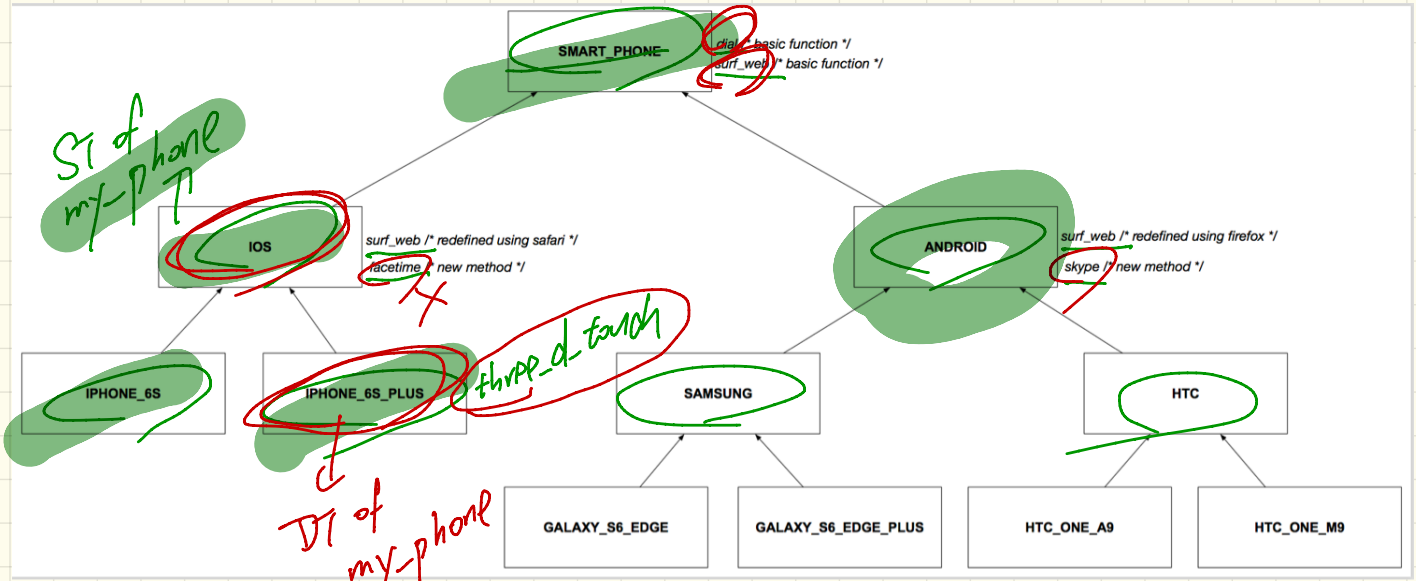 SMART_PHONE
dial /* basic function */
surf_web /* basic function */
ST of
my_phone
IOS
surf_web /* redefined using safari */
facetime /* new method */
ANDROID
surf_web /* redefined using firefox */
skype /* new method */
IPHONE_6S
IPHONE_6S_PLUS
three_d_touch
SAMSUNG
HTC
DT of
my_phone
GALAXY_S6_EDGE
GALAXY_S6_EDGE_PLUS
HTC_ONE_A9
HTC_ONE_M9